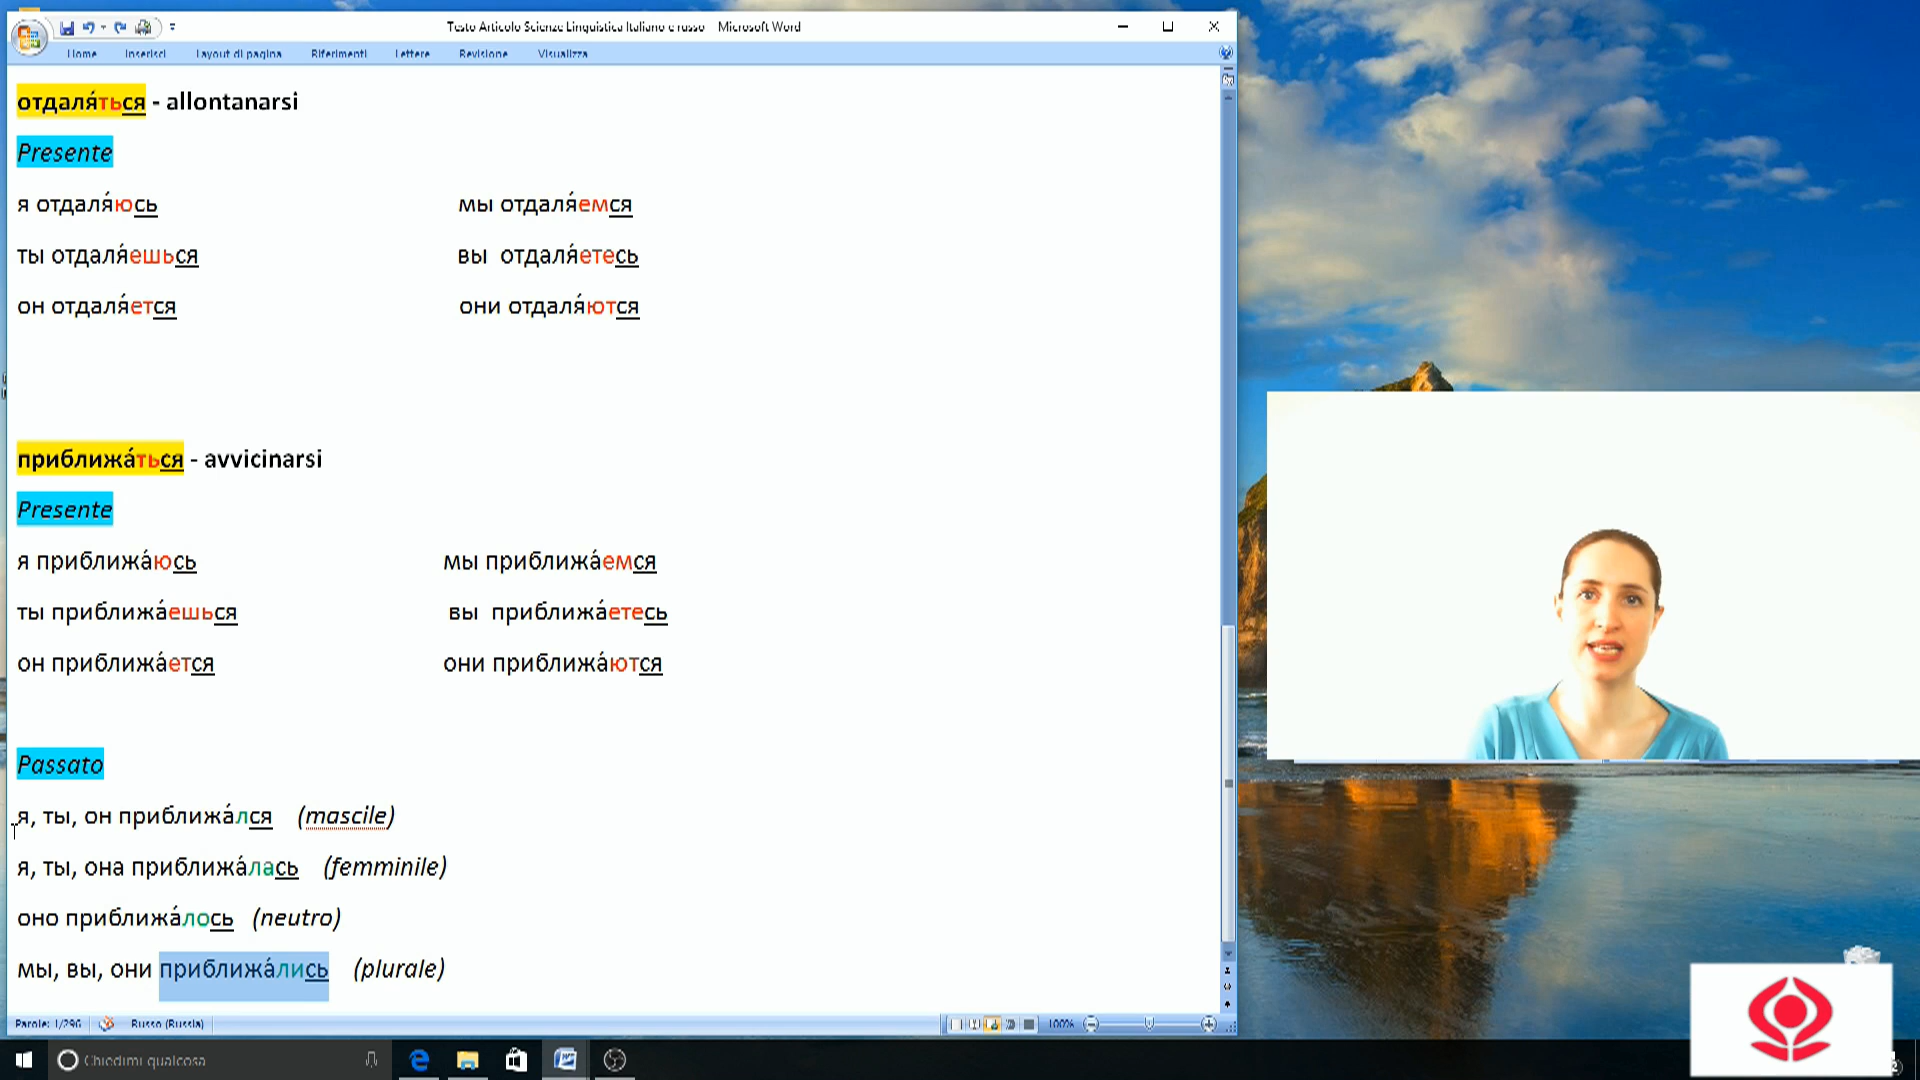 Testo Articolo Scienze Linguistica Italiano e russo    Microsoft Word
Home Inserisci Layout di pagina Riferimenti Lettere Revisione Visualizza
отдаля́ться - allontanarsi
Presente
я отдаля́юсь мы отдаля́емся
ты отдаля́ешься вы отдаля́етесь
он отдаля́ется они отдаля́ются
приближа́ться - avvicinarsi
Presente
я приближа́юсь мы приближа́емся
ты приближа́ешься вы приближа́етесь
он приближа́ется они приближа́ются
Passato
я, ты, он приближа́лся (mascile)
я, ты, она приближа́лась (femminile)
оно приближа́лось (neutro)
мы, вы, они приближа́лись (plurale)
Parole: 1/296 Russo (Russia) 100%
Chiedimi qualcosa